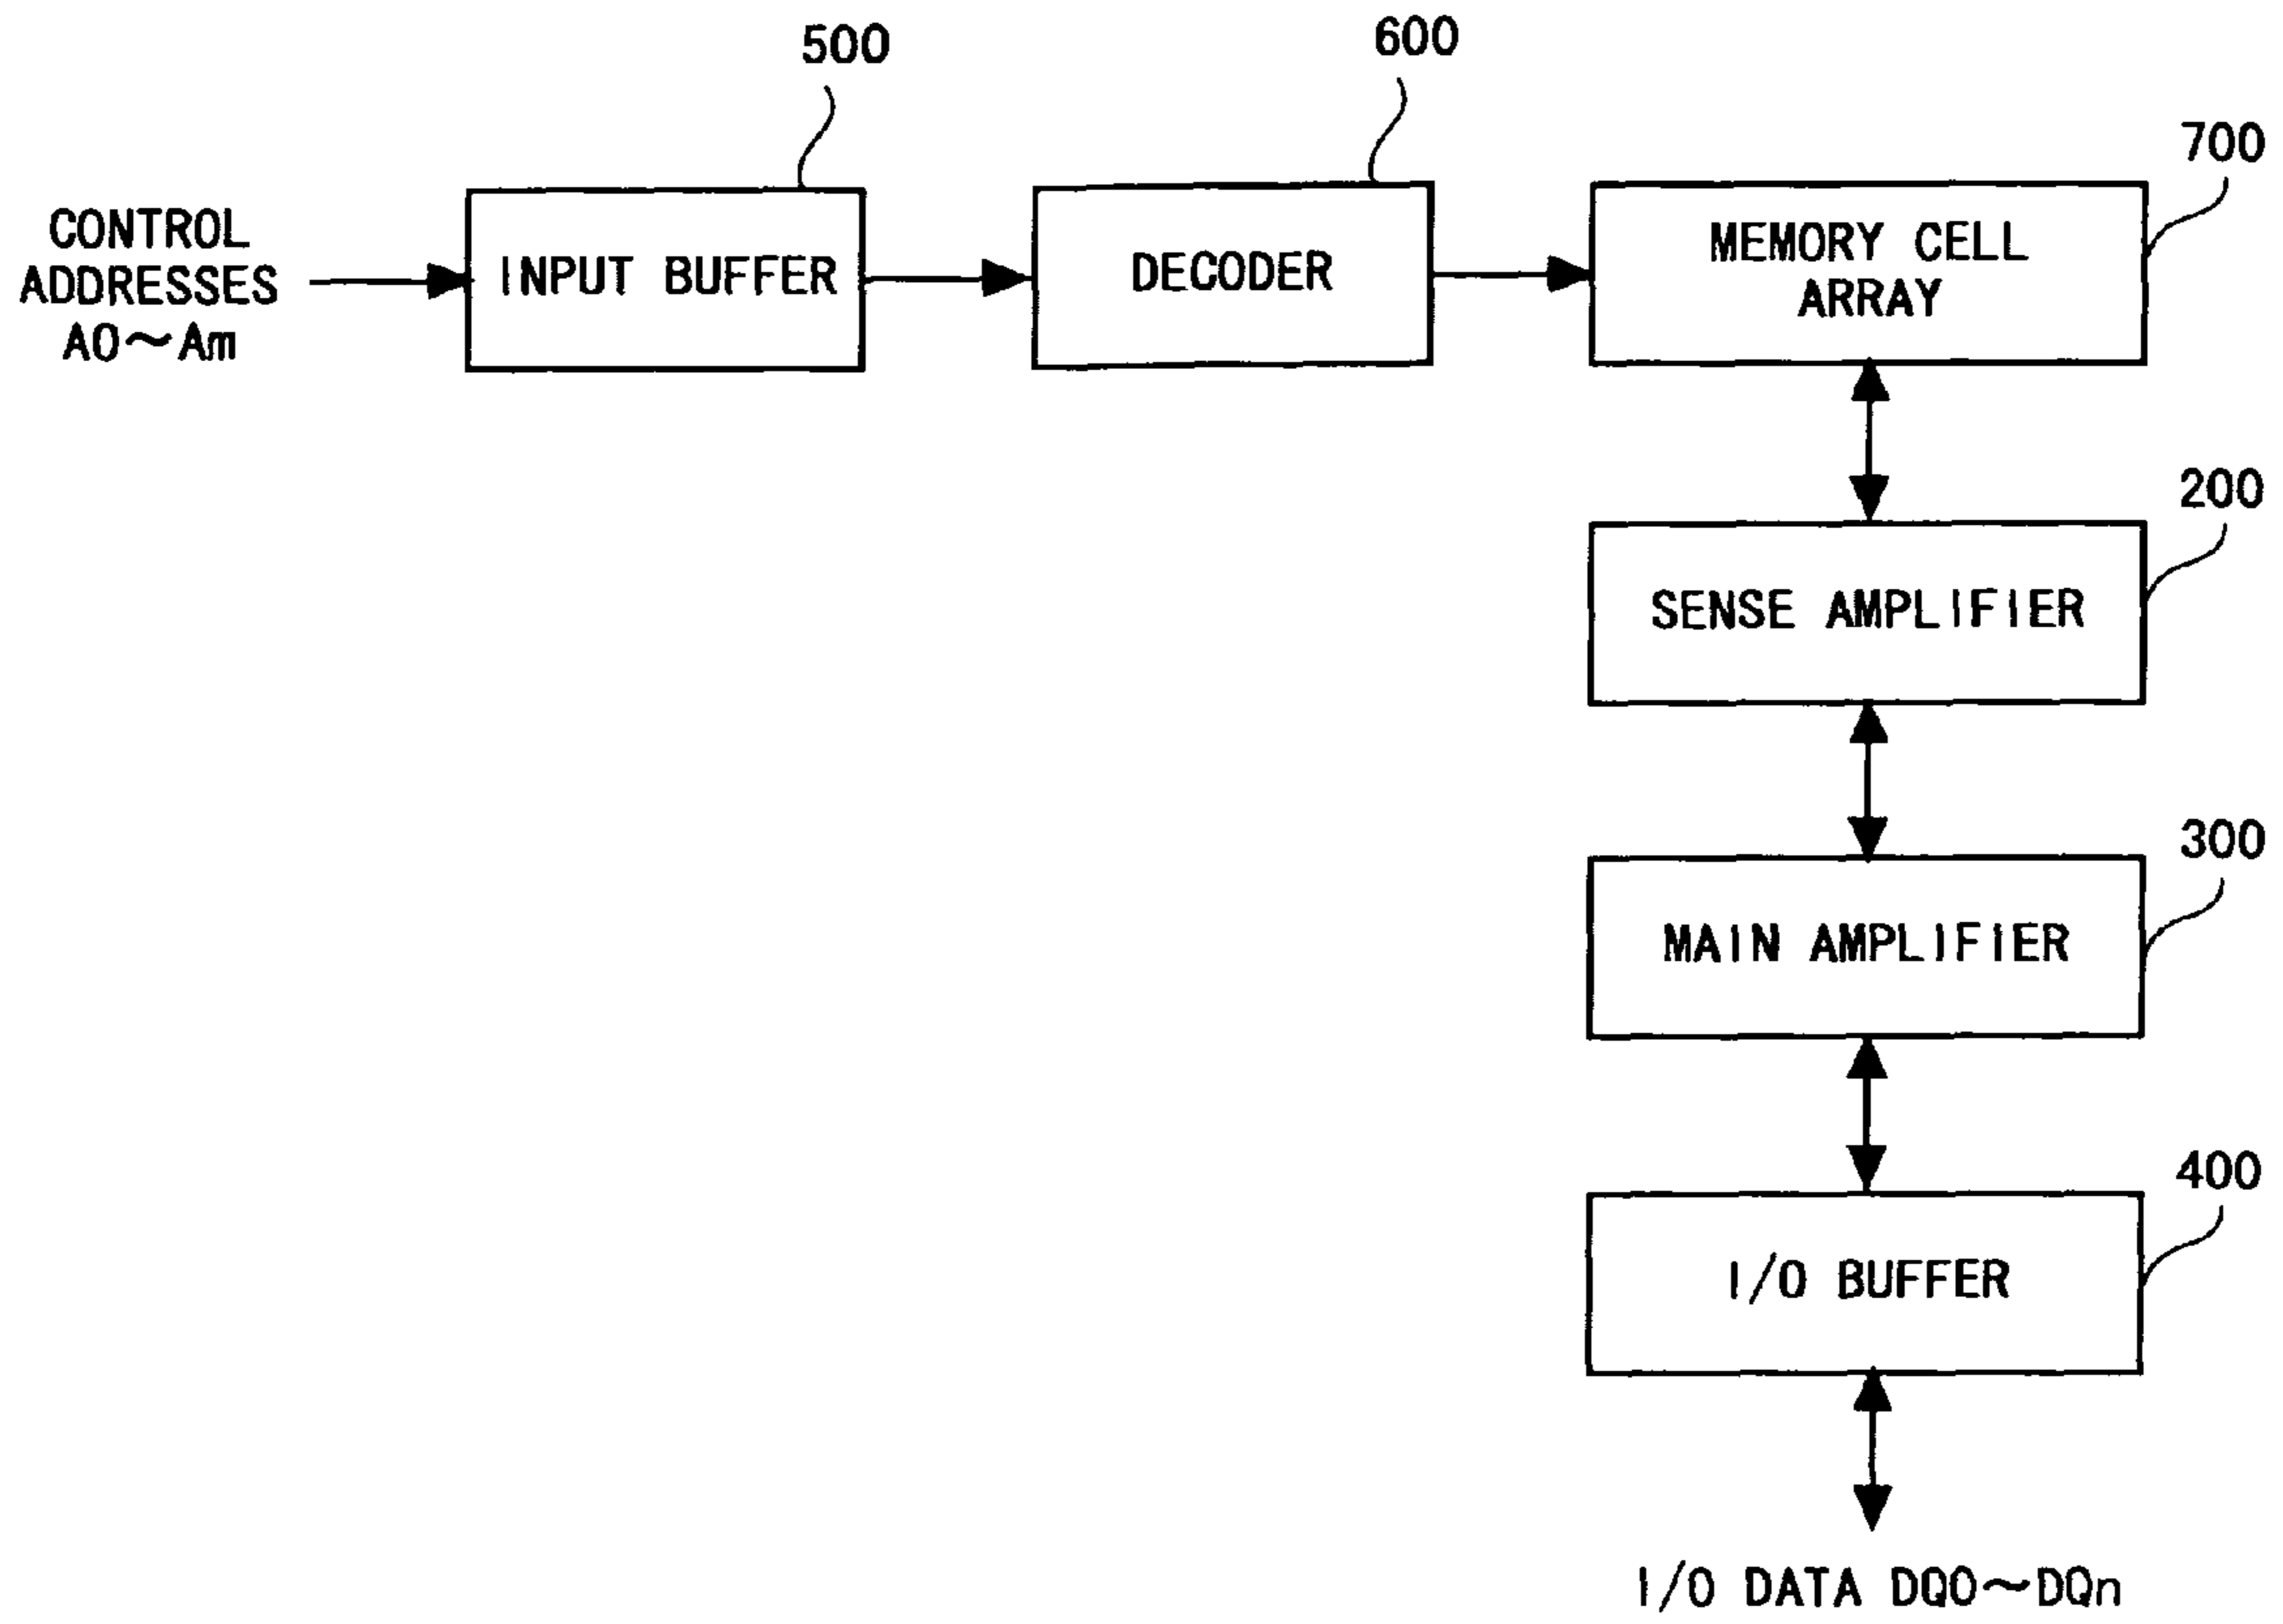 500
600
700
CONTROL
ADDRESSES
A0～Am
INPUT BUFFER
DECODER
MEMORY CELL
ARRAY
200
SENSE AMPLIFIER
300
MAIN AMPLIFIER
400
I/O BUFFER
I/O DATA DQ0～DQn